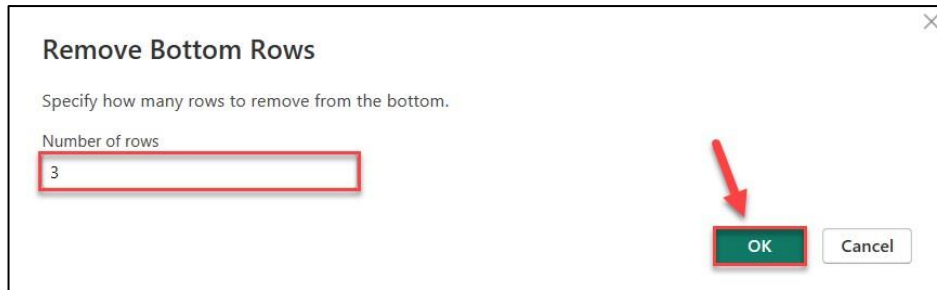 Remove Bottom Rows
Specify how many rows to remove from the bottom.
Number of rows
3
OK Cancel